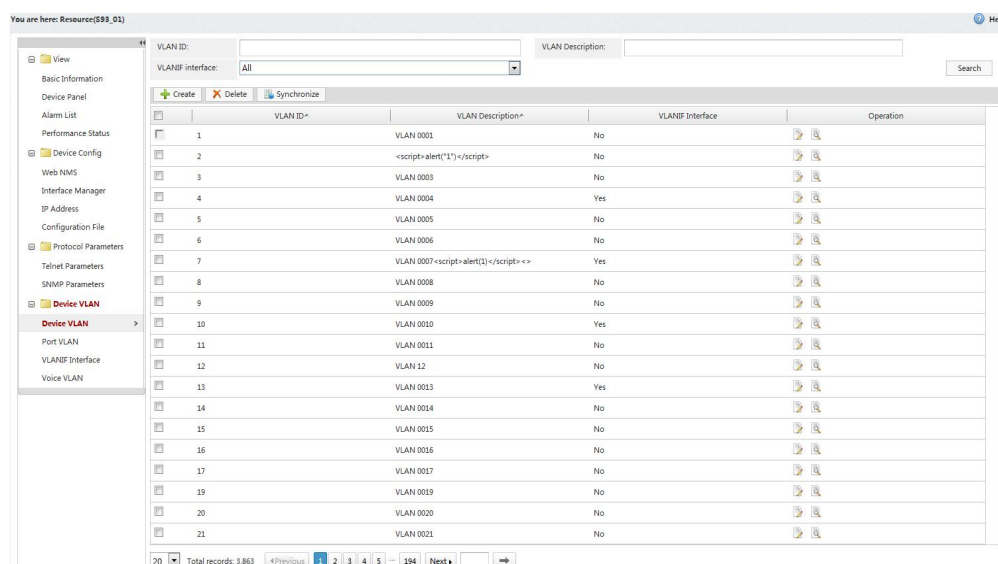 You are here: Resource(S93_01)
He
View
Basic Information
Device Panel
Alarm List
Performance Status
Device Config
Web NMS
Interface Manager
IP Address
Configuration File
Protocol Parameters
Telnet Parameters
SNMP Parameters
Device VLAN
Device VLAN >
Port VLAN
VLANIF Interface
Voice VLAN
VLAN ID: VLAN Description:
VLANIF interface: All
Search
Create Delete Synchronize
VLAN ID VLAN Description VLANIF Interface Operation
1 VLAN 0001 No
2 <script>alert("1")</script> No
3 VLAN 0003 No
4 VLAN 0004 Yes
5 VLAN 0005 No
6 VLAN 0006 No
7 VLAN 0007<script>alert(1)</script><> Yes
8 VLAN 0008 No
9 VLAN 0009 No
10 VLAN 0010 Yes
11 VLAN 0011 No
12 VLAN 12 No
13 VLAN 0013 Yes
14 VLAN 0014 No
15 VLAN 0015 No
16 VLAN 0016 No
17 VLAN 0017 No
19 VLAN 0019 No
20 VLAN 0020 No
21 VLAN 0021 No
20 Total records: 3,863 Previous 1 2 3 4 5 ... 194 Next